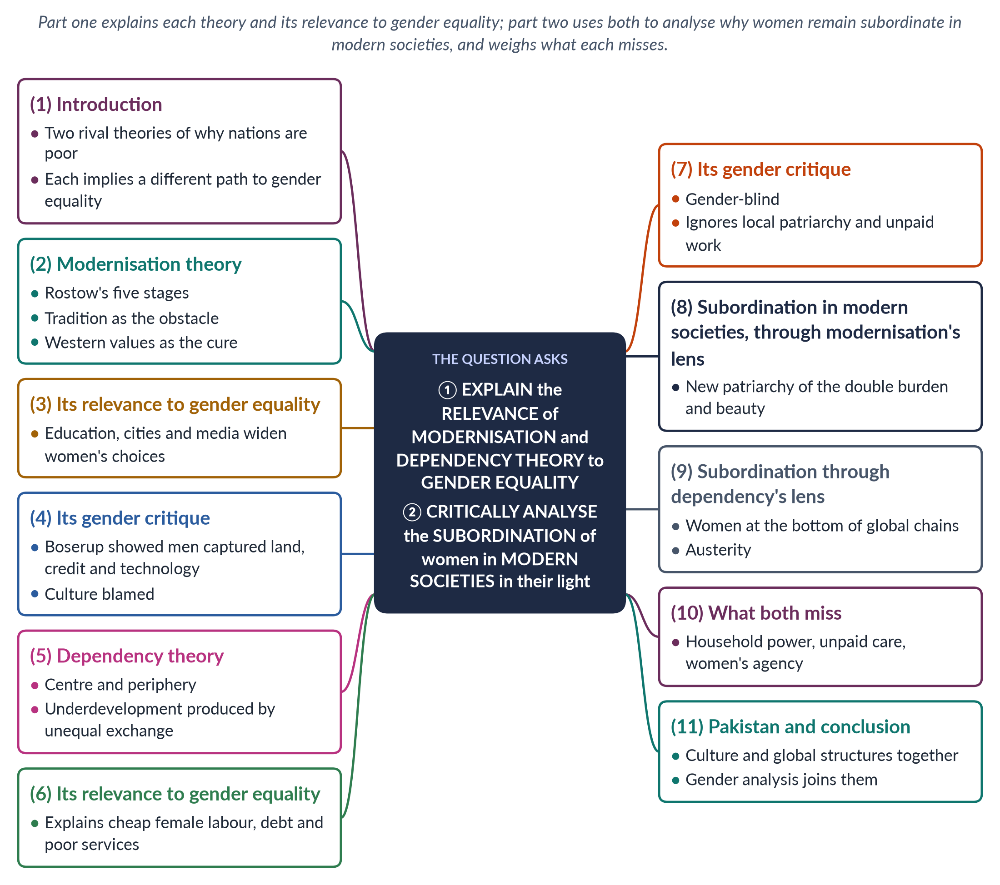 Part one explains each theory and its relevance to gender equality; part two uses both to analyse why women remain subordinate in
modern societies, and weighs what each misses.
(1) Introduction
• Two rival theories of why nations are
poor
• Each implies a different path to gender
equality
(2) Modernisation theory
• Rostow's five stages
• Tradition as the obstacle
• Western values as the cure
(3) Its relevance to gender equality
• Education, cities and media widen
women's choices
(4) Its gender critique
• Boserup showed men captured land,
credit and technology
• Culture blamed
(5) Dependency theory
• Centre and periphery
• Underdevelopment produced by
unequal exchange
(6) Its relevance to gender equality
• Explains cheap female labour, debt and
poor services
THE QUESTION ASKS
① EXPLAIN the
RELEVANCE of
MODERNISATION and
DEPENDENCY THEORY to
GENDER EQUALITY
② CRITICALLY ANALYSE
the SUBORDINATION of
women in MODERN
SOCIETIES in their light
(7) Its gender critique
• Gender-blind
• Ignores local patriarchy and unpaid
work
(8) Subordination in modern
societies, through modernisation's
lens
• New patriarchy of the double burden
and beauty
(9) Subordination through
dependency's lens
• Women at the bottom of global chains
• Austerity
(10) What both miss
• Household power, unpaid care,
women's agency
(11) Pakistan and conclusion
• Culture and global structures together
• Gender analysis joins them